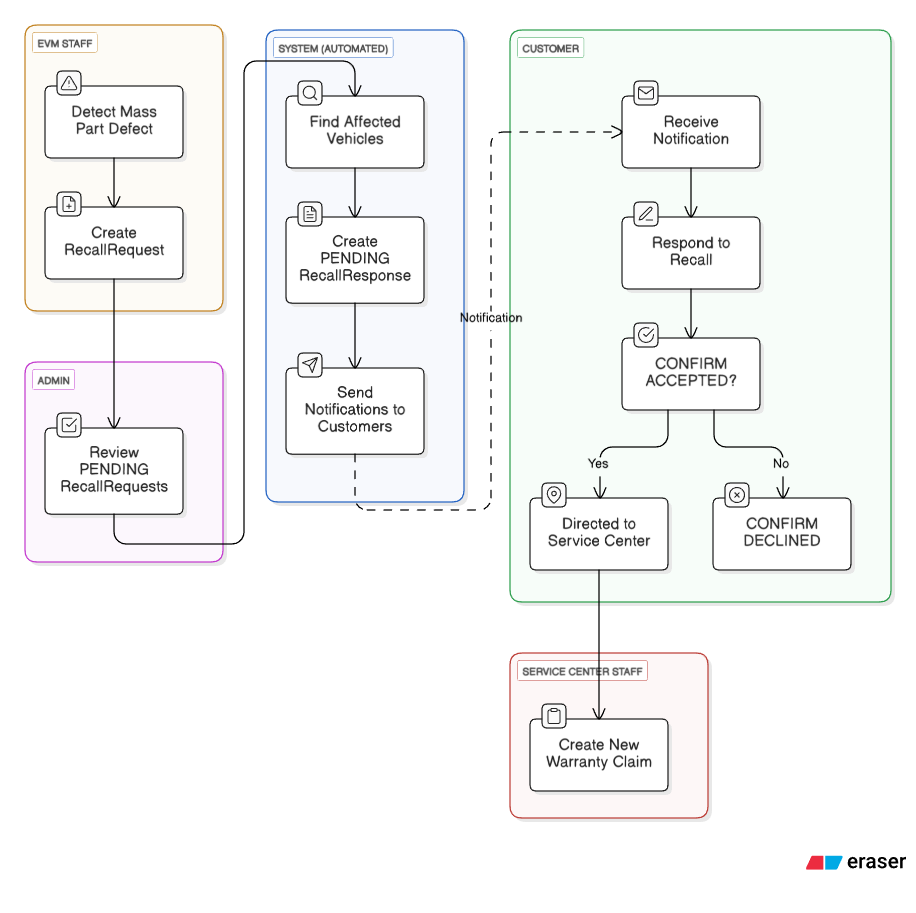 EVM STAFF
Detect Mass
Part Defect
Create
RecallRequest
ADMIN
Review
PENDING
RecallRequests
SYSTEM (AUTOMATED)
Find Affected
Vehicles
Create
PENDING
RecallResponse
Send
Notifications to
Customers
Notification
CUSTOMER
Receive
Notification
Respond to
Recall
CONFIRM
ACCEPTED?
Yes
No
Directed to
Service Center
CONFIRM
DECLINED
SERVICE CENTER STAFF
Create New
Warranty Claim
eraser